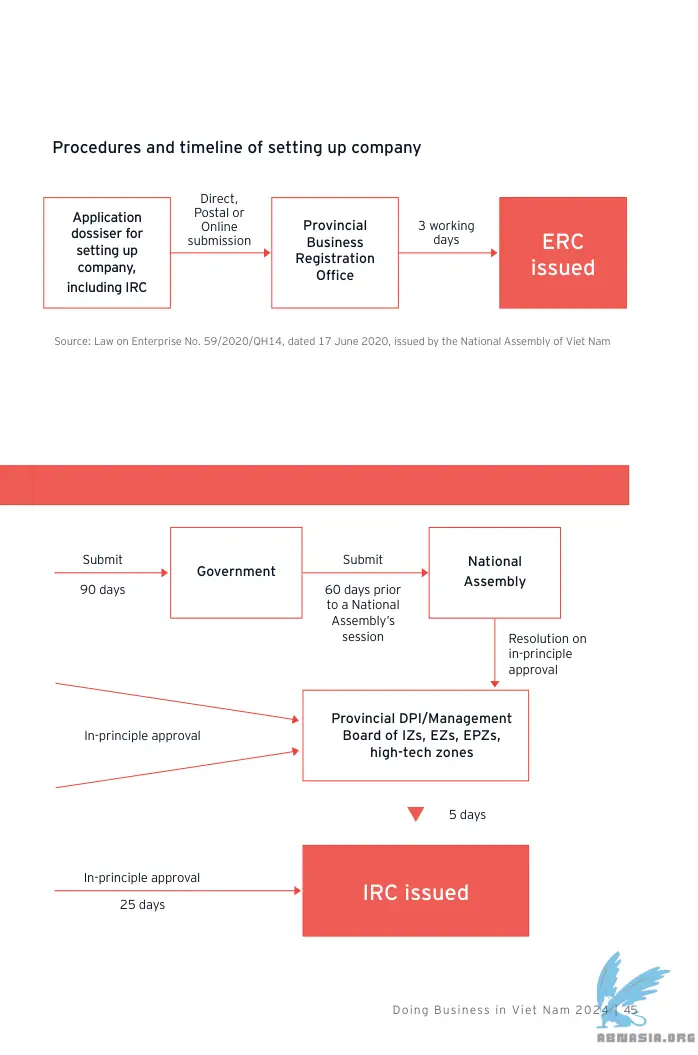 Procedures and timeline of setting up company
Application
dossiser for
setting up
company,
including IRC
Direct,
Postal or
Online
submission
Provincial
Business
Registration
Office
3 working
days
ERC
issued
Source: Law on Enterprise No. 59/2020/QH14, dated 17 June 2020, issued by the National Assembly of Viet Nam
Submit
90 days
Government
Submit
60 days prior
to a National
Assembly's
session
National
Assembly
Resolution on
in-principle
approval
In-principle approval
Provincial DPI/Management
Board of IZs, EZs, EPZs,
high-tech zones
5 days
In-principle approval
25 days
IRC issued
Doing Business in Viet Nam 2024 | 45
ABMASIA.ORG